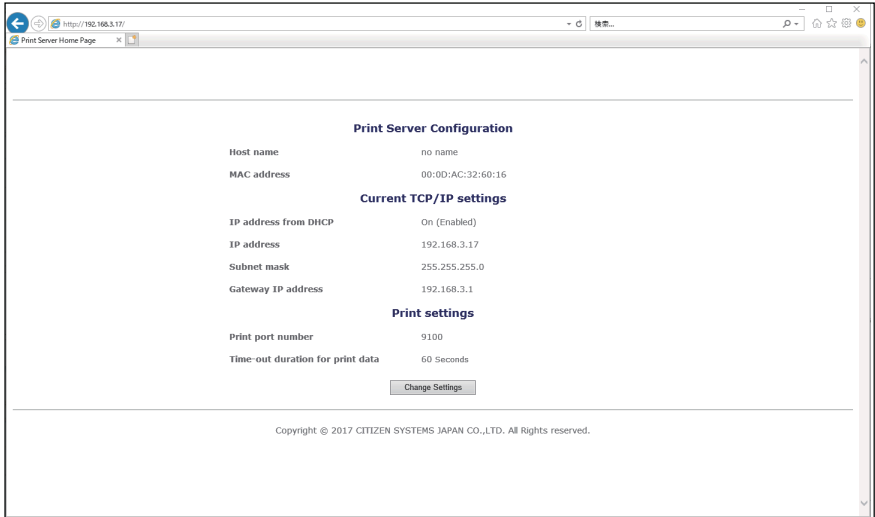 http://192.168.3.17/
検索...
Print Server Home Page
Print Server Configuration
Host name no name
MAC address 00:0D:AC:32:60:16
Current TCP/IP settings
IP address from DHCP On (Enabled)
IP address 192.168.3.17
Subnet mask 255.255.255.0
Gateway IP address 192.168.3.1
Print settings
Print port number 9100
Time-out duration for print data 60 Seconds
Change Settings
Copyright © 2017 CITIZEN SYSTEMS JAPAN CO.,LTD. All Rights reserved.